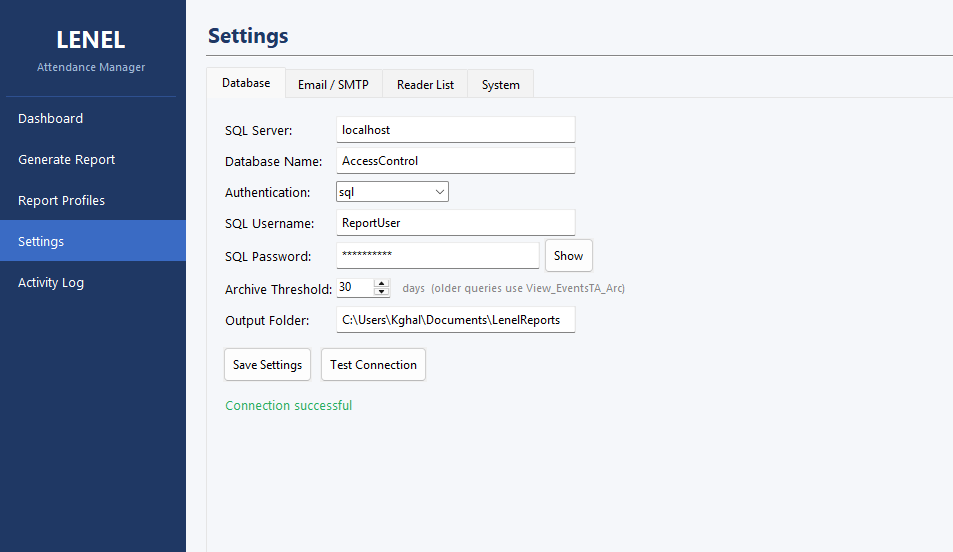 LENEL
Attendance Manager
Dashboard
Generate Report
Report Profiles
Settings
Activity Log
Settings
Database Email / SMTP Reader List System
SQL Server: localhost
Database Name: AccessControl
Authentication: sql
SQL Username: ReportUser
SQL Password: ********** Show
Archive Threshold: 30 days (older queries use View_EventsTA_Arc)
Output Folder: C:\Users\Kghal\Documents\LenelReports
Save Settings Test Connection
Connection successful